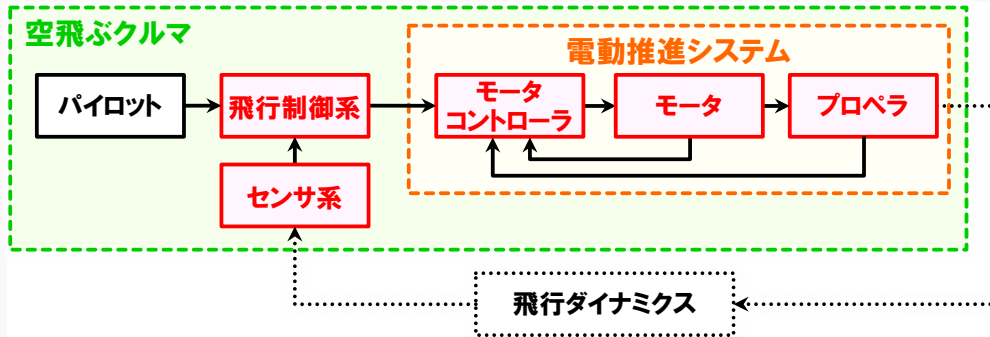 空飛ぶクルマ
電動推進システム
パイロット
飛行制御系
モータ
コントローラ
モータ
プロペラ
センサ系
飛行ダイナミクス